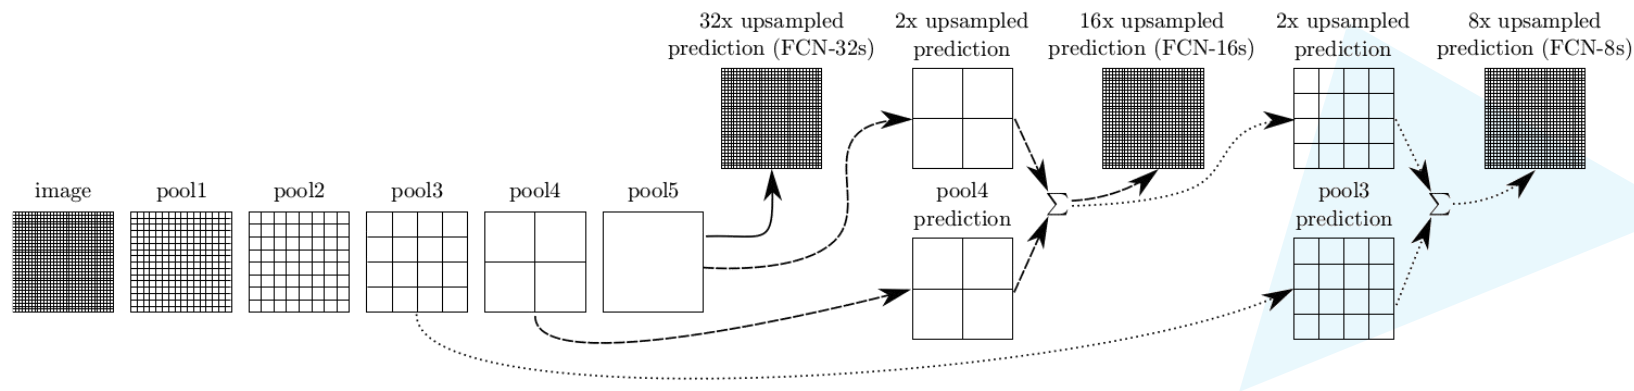 32x upsampled
prediction (FCN-32s)
2x upsampled
prediction
16x upsampled
prediction (FCN-16s)
2x upsampled
prediction
8x upsampled
prediction (FCN-8s)
image
pool1
pool2
pool3
pool4
pool5
pool4
prediction
∑
pool3
prediction
∑